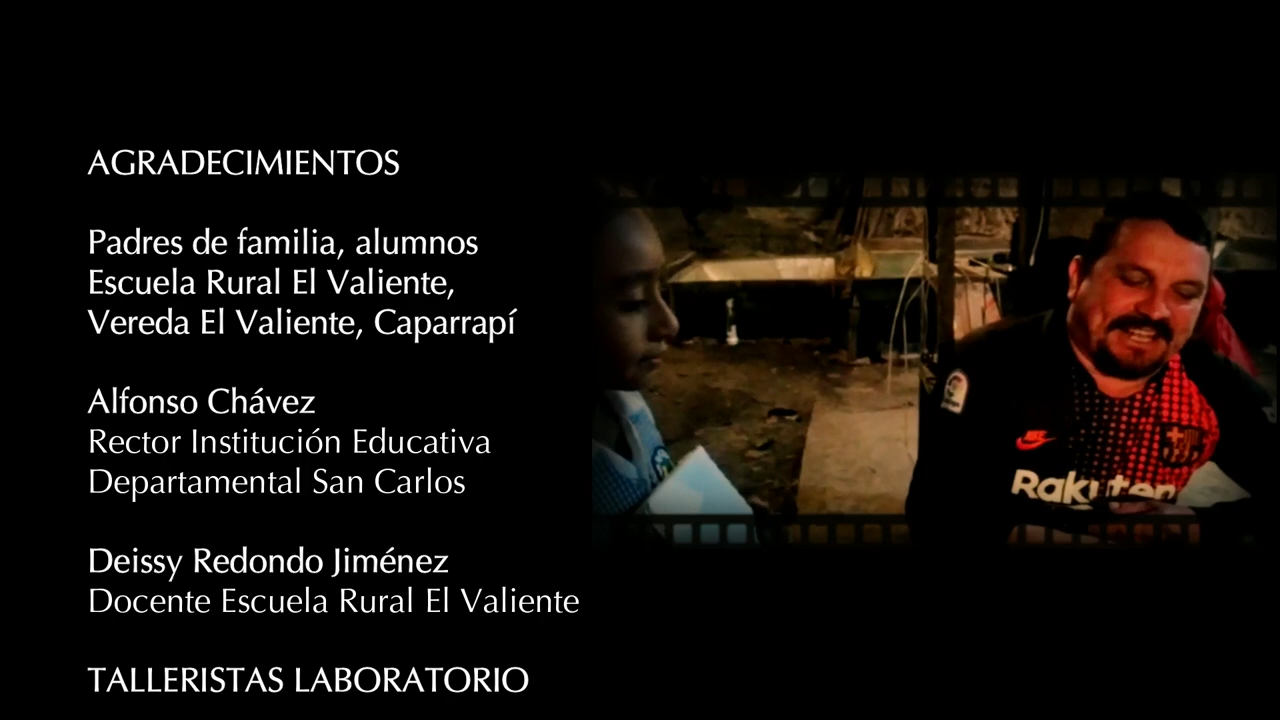 AGRADECIMIENTOS
Padres de familia, alumnos
Escuela Rural El Valiente,
Vereda El Valiente, Caparrapí
Alfonso Chávez
Rector Institución Educativa
Departamental San Carlos
Deissy Redondo Jiménez
Docente Escuela Rural El Valiente
TALLERISTAS LABORATORIO
Rakuten